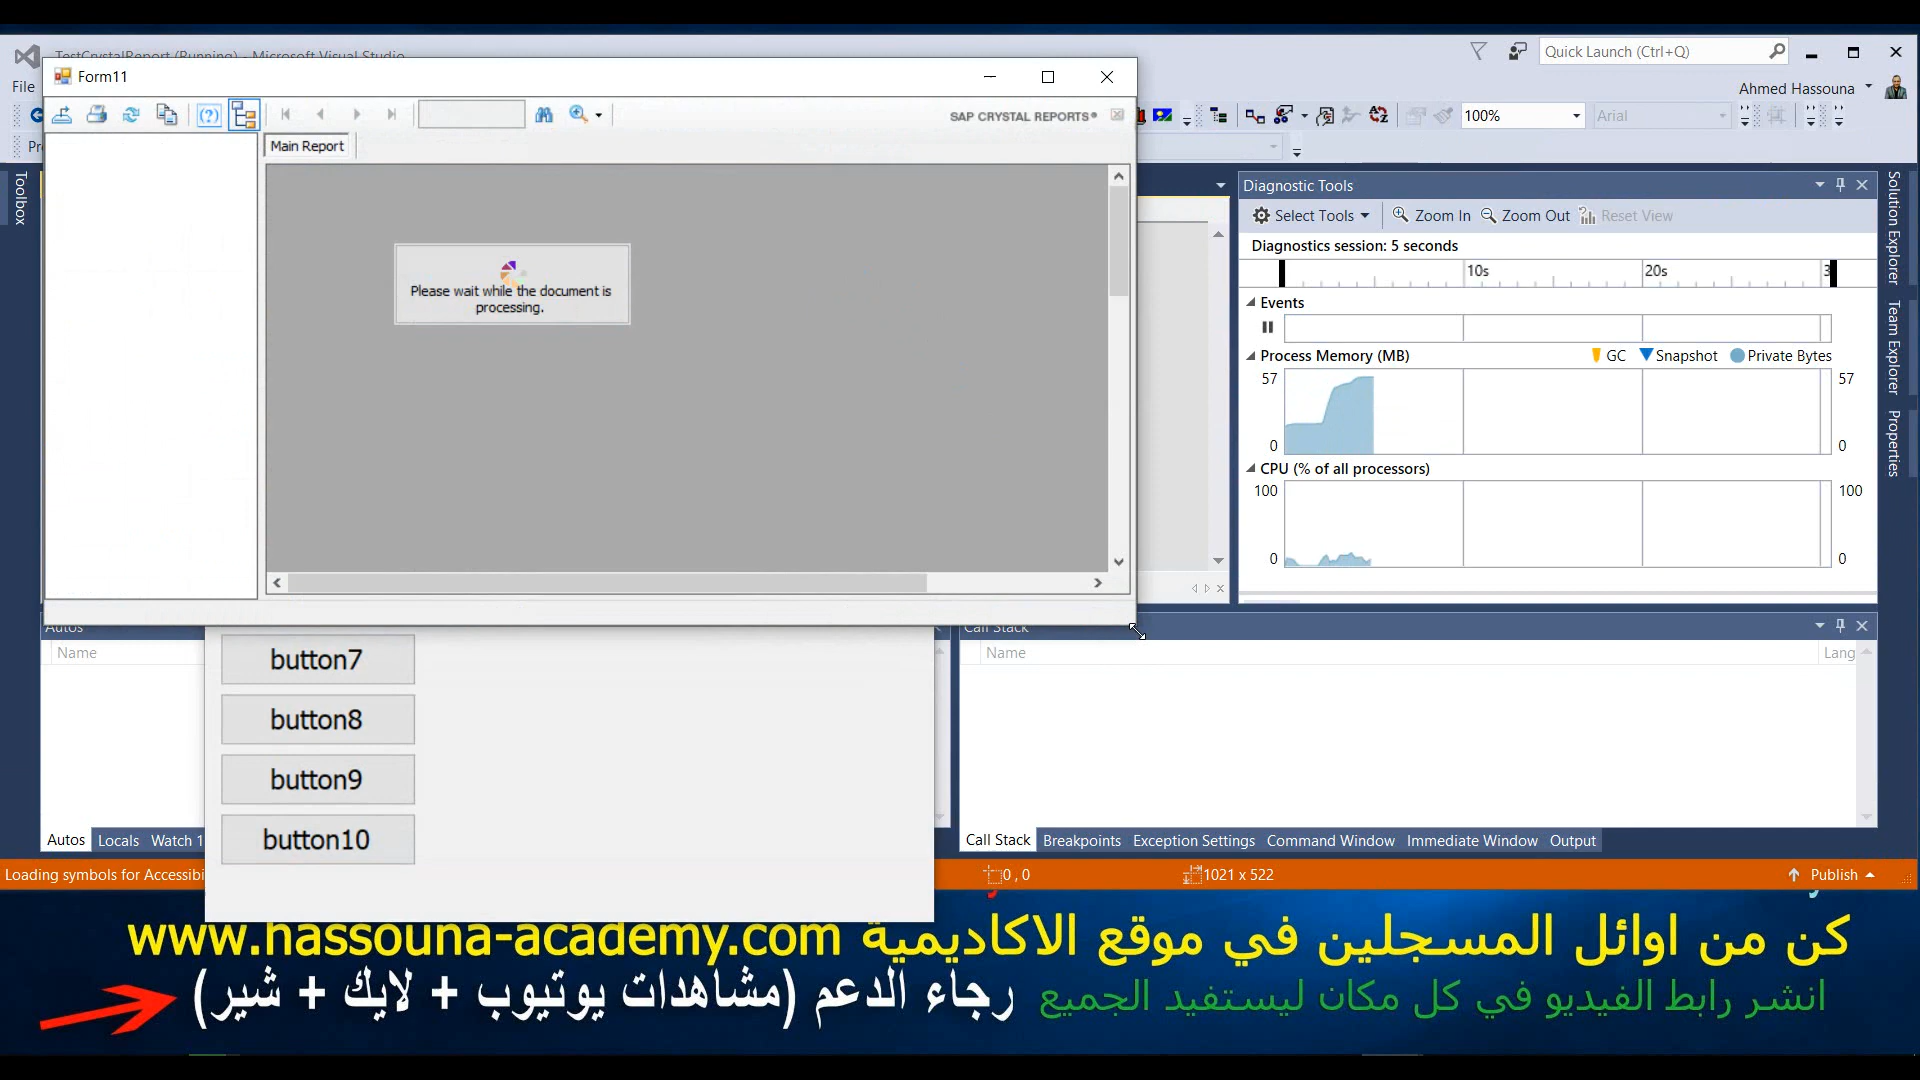 TestCrystalReport (Running) - Microsoft Visual Studio
Quick Launch (Ctrl+Q)
Form11
File
Ahmed Hassouna
SAP CRYSTAL REPORTS®
100%
Arial
Main Report
Toolbox
Please wait while the document is
processing.
Diagnostic Tools
Select Tools
Zoom In
Zoom Out
Reset View
Diagnostics session: 5 seconds
10s
20s
Events
Process Memory (MB)
GC
Snapshot
Private Bytes
57
57
0
0
CPU (% of all processors)
100
100
0
0
Solution Explorer
Team Explorer
Properties
Autos
Name
button7
button8
button9
button10
Autos
Locals
Watch 1
Call Stack
Name
Lang
Call Stack
Breakpoints
Exception Settings
Command Window
Immediate Window
Output
Loading symbols for Accessibi
0 , 0
1021 x 522
Publish
كن من اوائل المسجلين في موقع الاكاديمية www.hassouna-academy.com
انشر رابط الفيديو في كل مكان ليستفيد الجميع
رجاء الدعم (مشاهدات يوتيوب + لايك + شير)